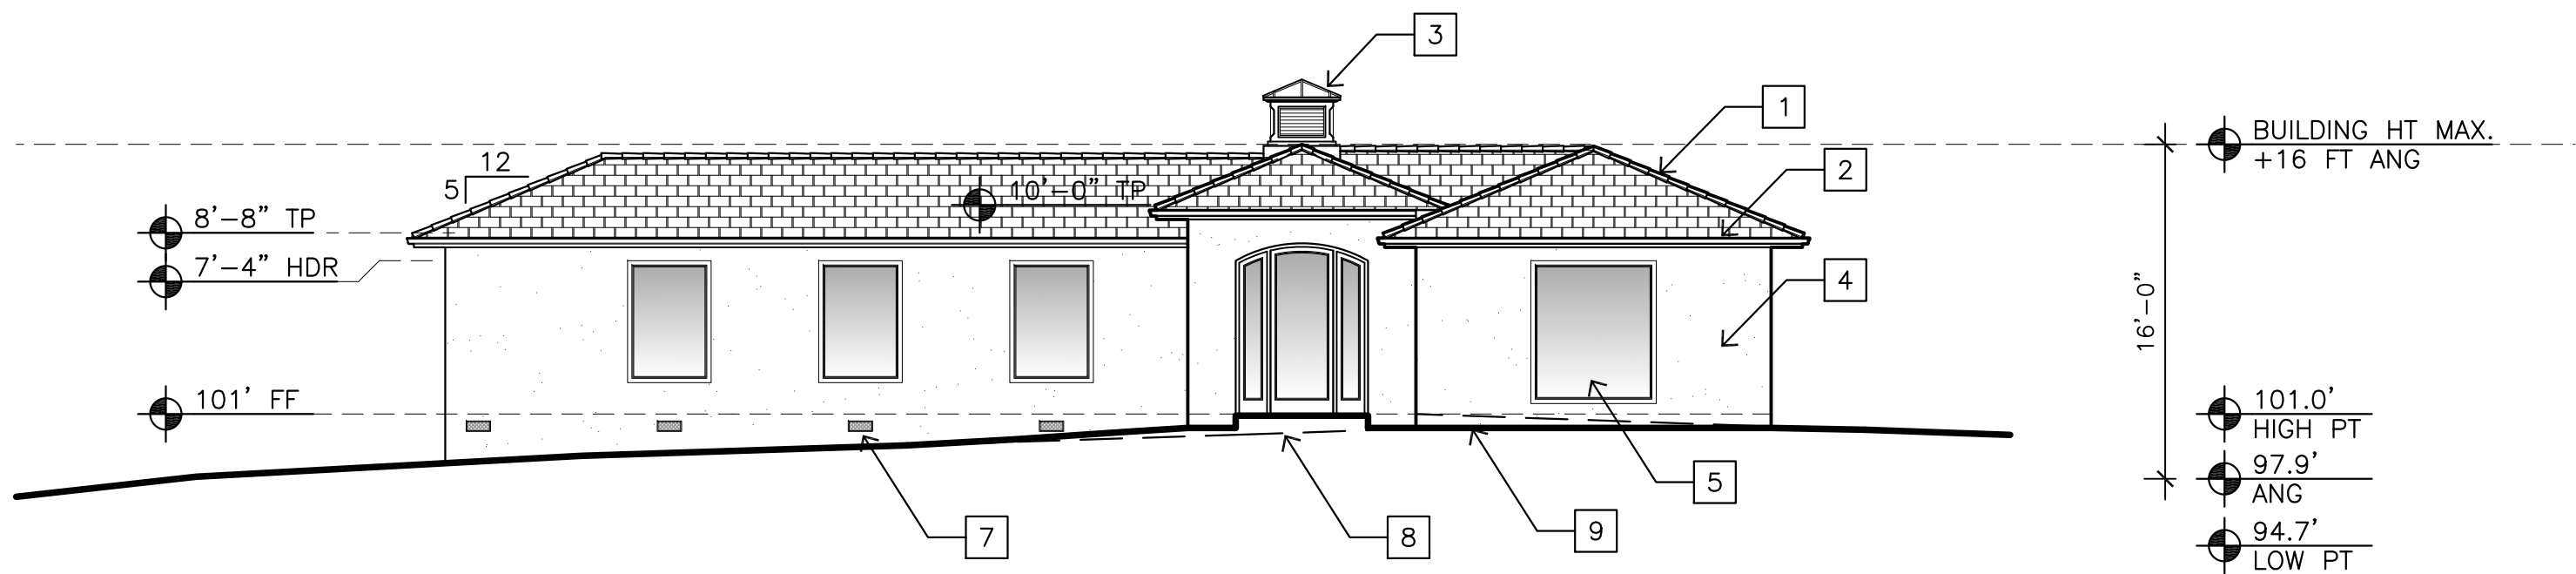 3
1
BUILDING HT MAX.
+16 FT ANG
12
5
2
10'-0" TP
8'-8" TP
7'-4" HDR
4
16'-0"
101' FF
101.0'
HIGH PT
97.9'
ANG
5
7
8
9
94.7'
LOW PT